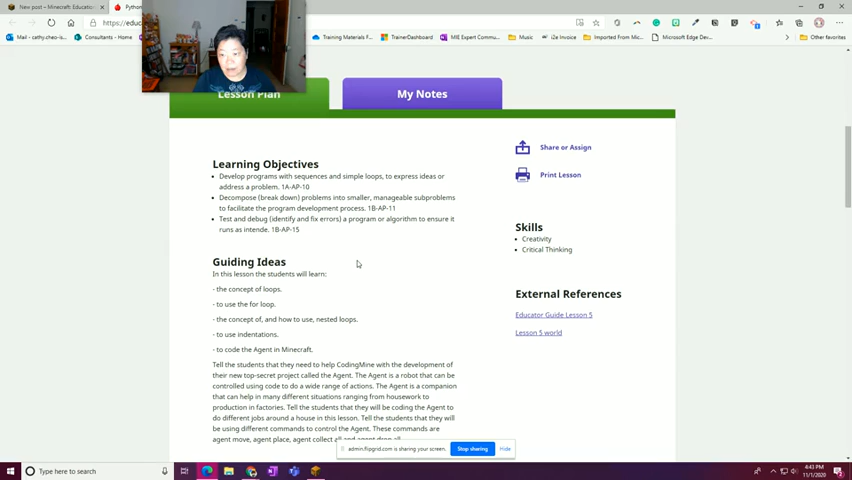 New post – Minecraft Education
Python
https://educ
Mail - cathy.cheo-is
Consultants - Home
Training Materials F...
TrainerDashboard
MIE Expert Commun...
Music
i2e Invoice
Imported From Mic...
Microsoft Edge Dev...
Other favorites
Lesson Plan
My Notes
Learning Objectives
Develop programs with sequences and simple loops, to express ideas or
address a problem. 1A-AP-10
Decompose (break down) problems into smaller, manageable subproblems
to facilitate the program development process. 1B-AP-11
Test and debug (identify and fix errors) a program or algorithm to ensure it
runs as intende. 1B-AP-15
Guiding Ideas
In this lesson the students will learn:
- the concept of loops.
- to use the for loop.
- the concept of, and how to use, nested loops.
- to use indentations.
- to code the Agent in Minecraft.
Tell the students that they need to help CodingMine with the development of
their new top-secret project called the Agent. The Agent is a robot that can be
controlled using code to do a wide range of actions. The Agent is a companion
that can help in many different situations ranging from housework to
production in factories. Tell the students that they will be coding the Agent to
do different jobs around a house in this lesson. Tell the students that they will
be using different commands to control the Agent. These commands are
agent move, agent place, agent collect all and agent drop all.
Share or Assign
Print Lesson
Skills
Creativity
Critical Thinking
External References
Educator Guide Lesson 5
Lesson 5 world
admin.flipgrid.com is sharing your screen.
Stop sharing
Hide
Type here to search
4:43 PM
11/1/2020